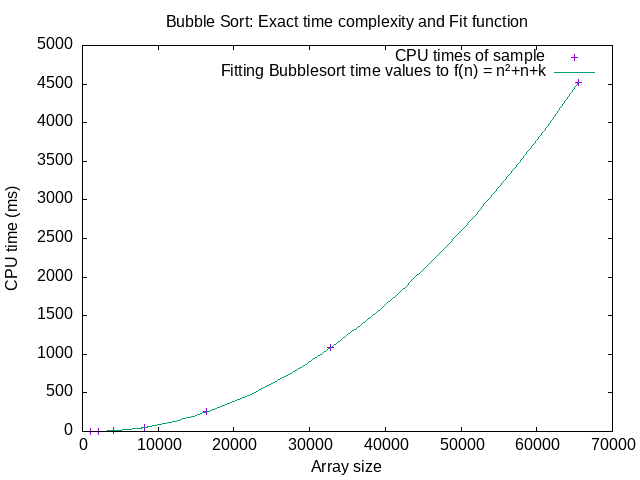 Bubble Sort: Exact time complexity and Fit function
CPU times of sample
Fitting Bubblesort time values to f(n) = n²+n+k
5000
4500
4000
3500
3000
2500
2000
1500
1000
500
0
CPU time (ms)
0 10000 20000 30000 40000 50000 60000 70000
Array size